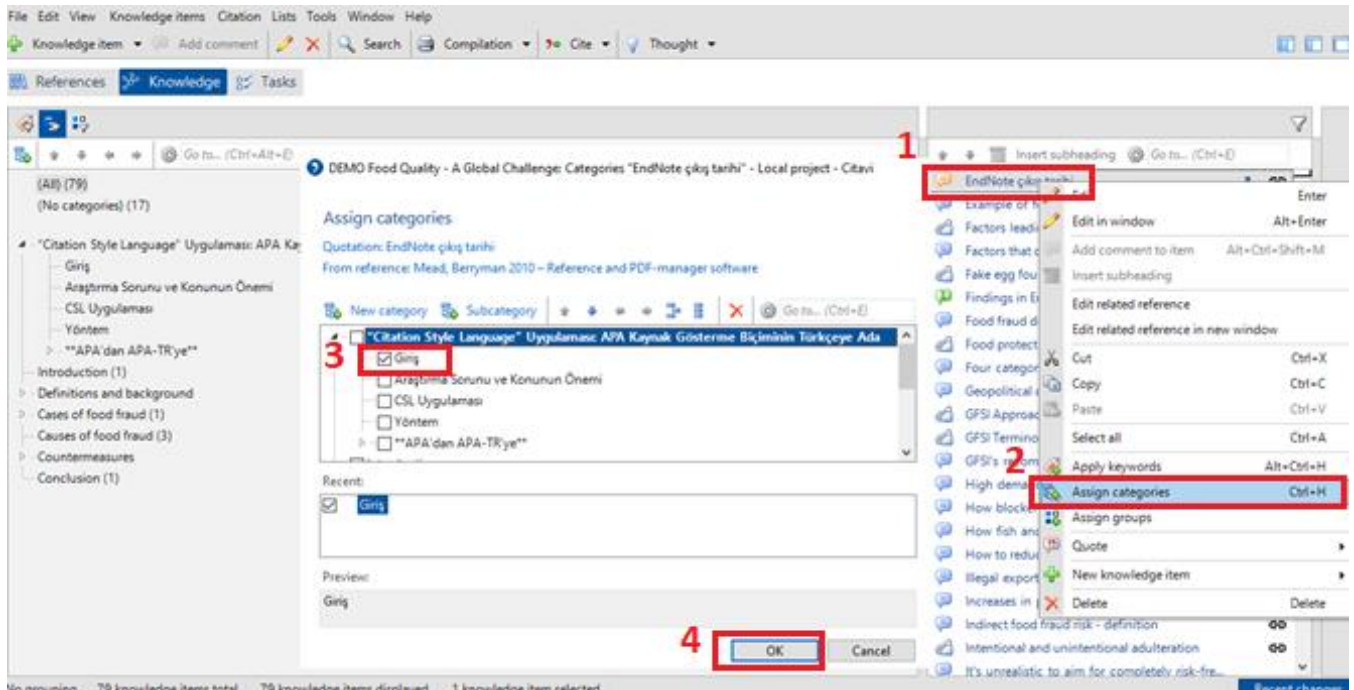 File Edit View Knowledge items Citation Lists Tools Window Help
Knowledge item Add comment Search Compilation Cite Thought
References Knowledge Tasks
Go to... (Ctrl+Alt+E)
(All) (79)
(No categories) (17)
"Citation Style Language" Uygulaması: APA Kay
Giriş
Araştırma Sorunu ve Konunun Önemi
CSL Uygulaması
Yöntem
"'APA'dan APA-TR'ye"'
Introduction (1)
Definitions and background
Cases of food fraud (1)
Causes of food fraud (3)
Countermeasures
Conclusion (1)
DEMO Food Quality - A Global Challenge: Categories "EndNote çıkış tarihi" - Local project - Citavi
Assign categories
Quotation: EndNote çıkış tarihi
From reference: Mead, Berryman 2010 – Reference and PDF-manager software
New category Subcategory Go to... (Ctrl+E)
3
"Citation Style Language" Uygulaması: APA Kaynak Gösterme Biçiminin Türkçeye Ada
Giriş
Araştırma Sorunu ve Konunun Önemi
CSL Uygulaması
Yöntem
"'APA'dan APA-TR'ye"'
Recent:
Giriş
Preview:
Giriş
4
OK Cancel
1
Insert subheading Go to... (Ctrl+E)
EndNote çıkış tarihi
Example of
Factors leadi
Factors that
Fake egg fou
Findings in E
Food fraud d
Food protect
Four categor
Geopolitical
GFSI Approac
GFSI Termino
GFSI's
High dema
How blocke
How fish and
How to redu
Illegal export
Increases in
Indirect food fraud risk - definition
Intentional and unintentional adulteration
It's unrealistic to aim for completely risk-fre...
Enter
Edit in window Alt+Enter
Add comment to item Alt+Ctrl+Shift+M
Insert subheading
Edit related reference
Edit related reference in new window
Cut Ctrl+X
Copy Ctrl+C
Paste Ctrl+V
Select all Ctrl+A
2
Apply keywords Alt+Ctrl+H
Assign categories Ctrl+H
Assign groups
Quote
New knowledge item
Delete Delete
No grouping 79 knowledge items total 79 knowledge items displayed 1 knowledge item selected
Recent changes